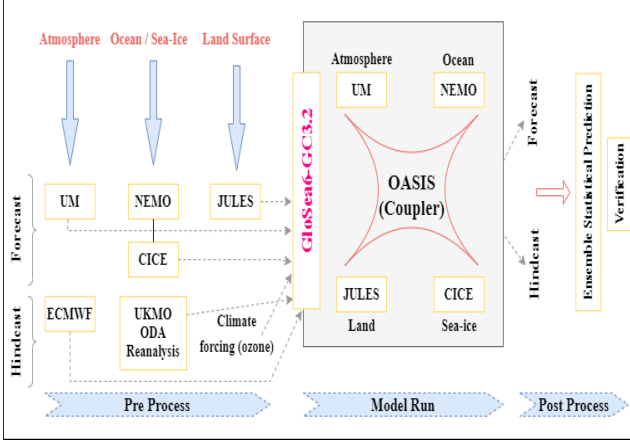 Atmosphere
Ocean / Sea-Ice
Land Surface
Forecast
UM
NEMO
JULES
CICE
Hindcast
ECMWF
UKMO
ODA
Reanalysis
Climate
forcing (ozone)
GloSea6-GC3.2
Atmosphere
Ocean
UM
NEMO
OASIS
(Coupler)
JULES
CICE
Land
Sea-ice
Forecast
Hindcast
Ensemble Statistical Prediction
Verification
Pre Process
Model Run
Post Process